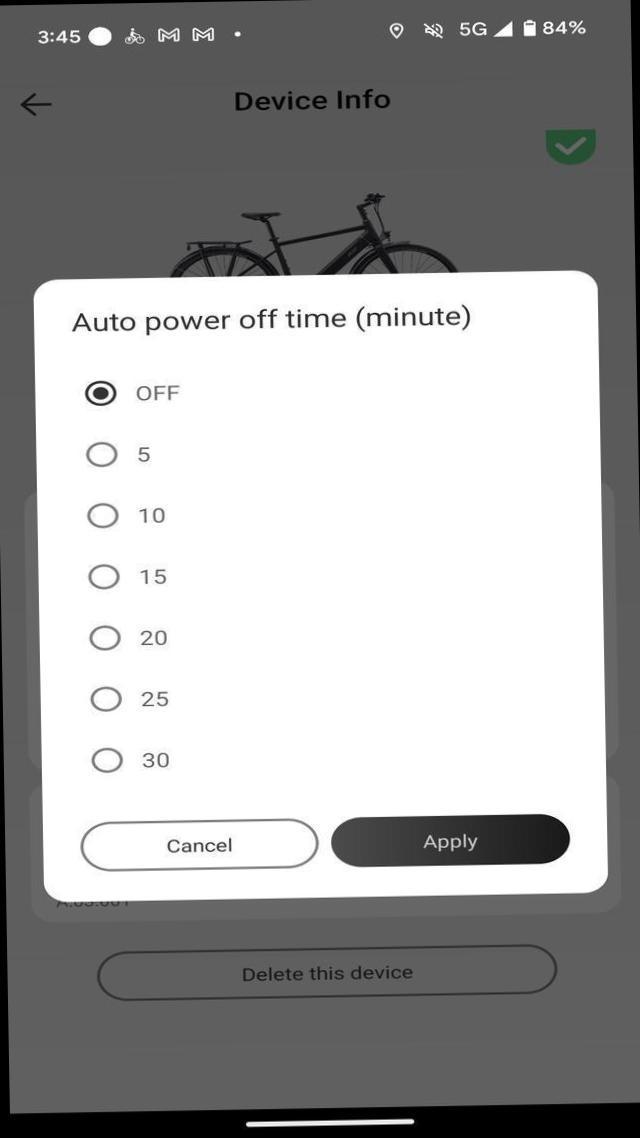 3:45 5G 84%
Device Info
Auto power off time (minute)
OFF
5
10
15
20
25
30
Cancel Apply
Delete this device